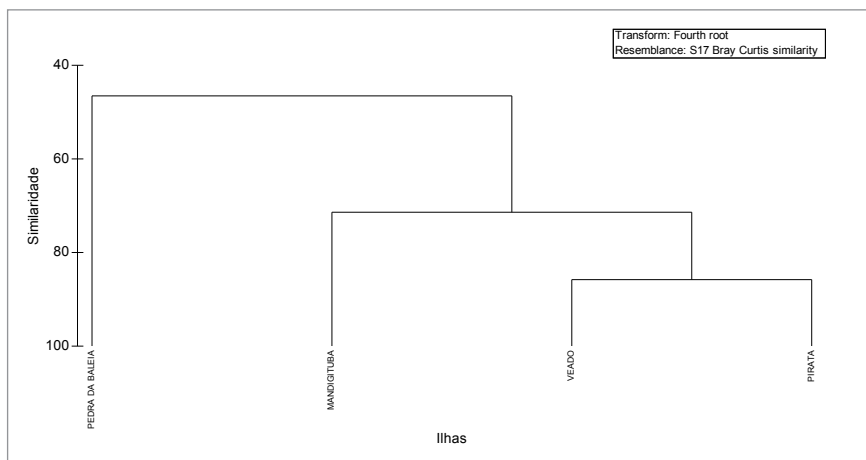 Transform: Fourth root
Resemblance: S17 Bray Curtis similarity
40
60
80
100
Similaridade
PEDRA DA BALEIA
MANDIGITUBA
VEADO
PIRATA
Ilhas